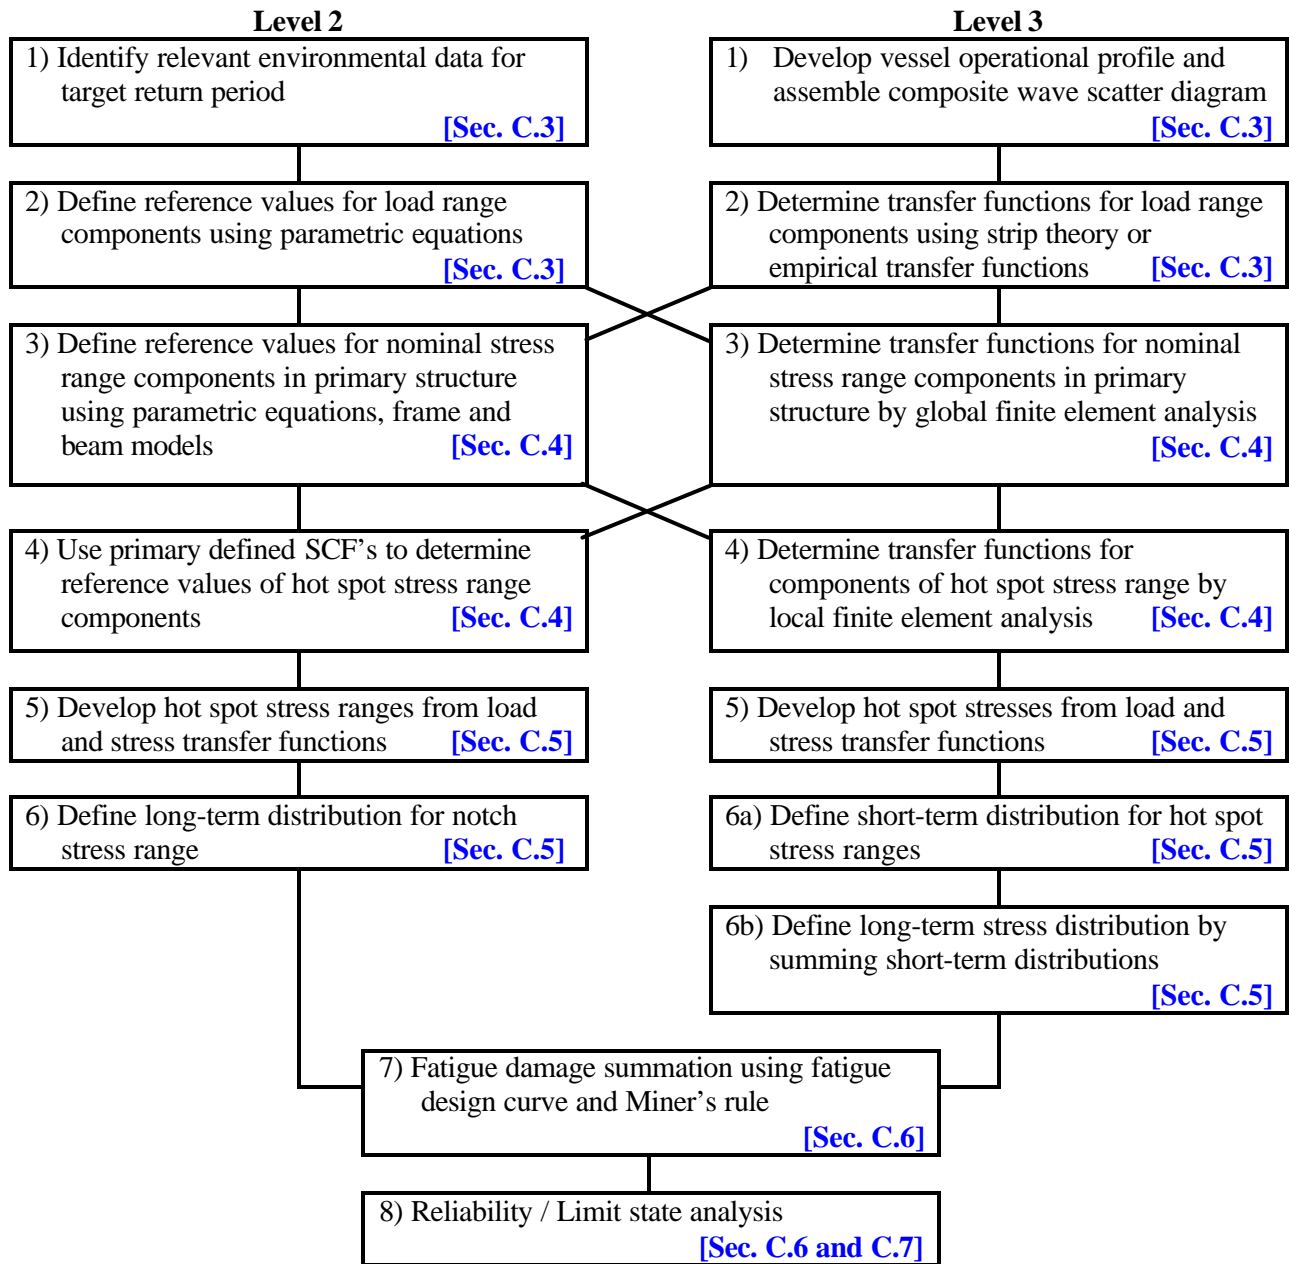 Level 2
Level 3
1) Identify relevant environmental data for
target return period
[Sec. C.3]
1) Develop vessel operational profile and
assemble composite wave scatter diagram
[Sec. C.3]
2) Define reference values for load range
components using parametric equations
[Sec. C.3]
2) Determine transfer functions for load range
components using strip theory or
empirical transfer functions [Sec. C.3]
3) Define reference values for nominal stress
range components in primary structure
using parametric equations, frame and
beam models [Sec. C.4]
3) Determine transfer functions for nominal
stress range components in primary
structure by global finite element analysis
[Sec. C.4]
4) Use primary defined SCF's to determine
reference values of hot spot stress range
components [Sec. C.4]
4) Determine transfer functions for
components of hot spot stress range by
local finite element analysis [Sec. C.4]
5) Develop hot spot stress ranges from load
and stress transfer functions [Sec. C.5]
5) Develop hot spot stresses from load and
stress transfer functions [Sec. C.5]
6) Define long-term distribution for notch
stress range [Sec. C.5]
6a) Define short-term distribution for hot spot
stress ranges [Sec. C.5]
6b) Define long-term stress distribution by
summing short-term distributions
[Sec. C.5]
7) Fatigue damage summation using fatigue
design curve and Miner's rule
[Sec. C.6]
8) Reliability / Limit state analysis
[Sec. C.6 and C.7]